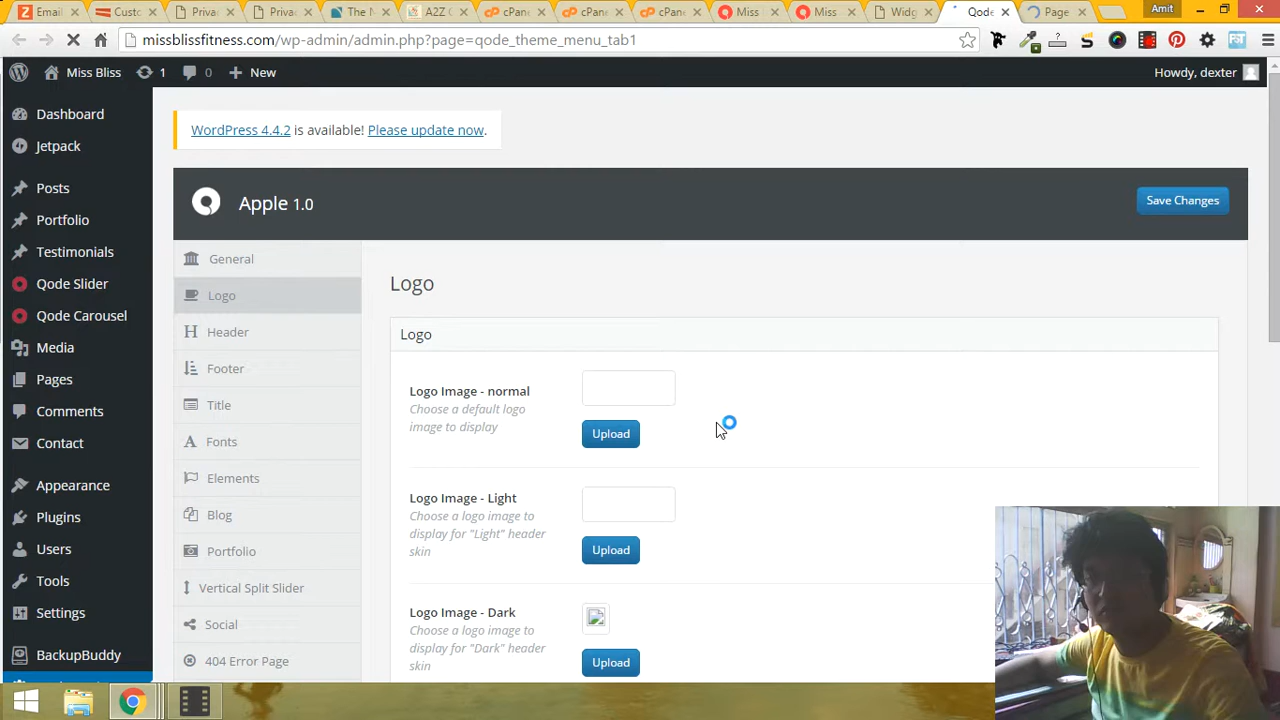 Email
Custo
Priva
Priva
The N
A2Z C
cPane
cPane
cPane
Miss
Miss
Widg
Qode
Page
Amit
missblissfitness.com/wp-admin/admin.php?page=qode_theme_menu_tab1
Miss Bliss
1
0
New
Howdy, dexter
Dashboard
Jetpack
Posts
Portfolio
Testimonials
Qode Slider
Qode Carousel
Media
Pages
Comments
Contact
Appearance
Plugins
Users
Tools
Settings
BackupBuddy
WordPress 4.4.2 is available! Please update now.
Apple 1.0
Save Changes
General
Logo
Header
Footer
Title
Fonts
Elements
Blog
Portfolio
Vertical Split Slider
Social
404 Error Page
Logo
Logo
Logo Image - normal
Choose a default logo
image to display
Upload
Logo Image - Light
Choose a logo image to
display for "Light" header
skin
Upload
Logo Image - Dark
Choose a logo image to
display for "Dark" header
skin
Upload